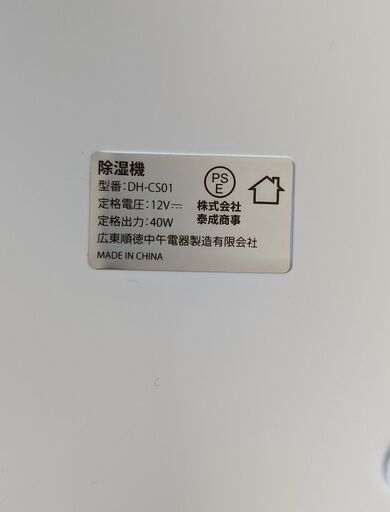 除湿機
型番:DH-CS01
定格電圧:12V⎓
定格出力:40W
PS
E
株式会社
泰成商事
広東順徳中午電器製造有限会社
MADE IN CHINA